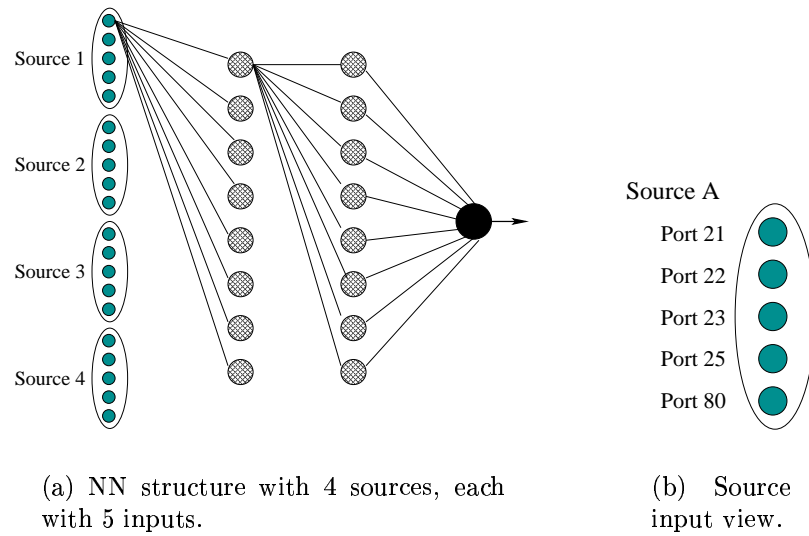 Source 1
Source 2
Source 3
Source 4
Source A
Port 21
Port 22
Port 23
Port 25
Port 80
(a) NN structure with 4 sources, each
with 5 inputs.
(b) Source
input view.